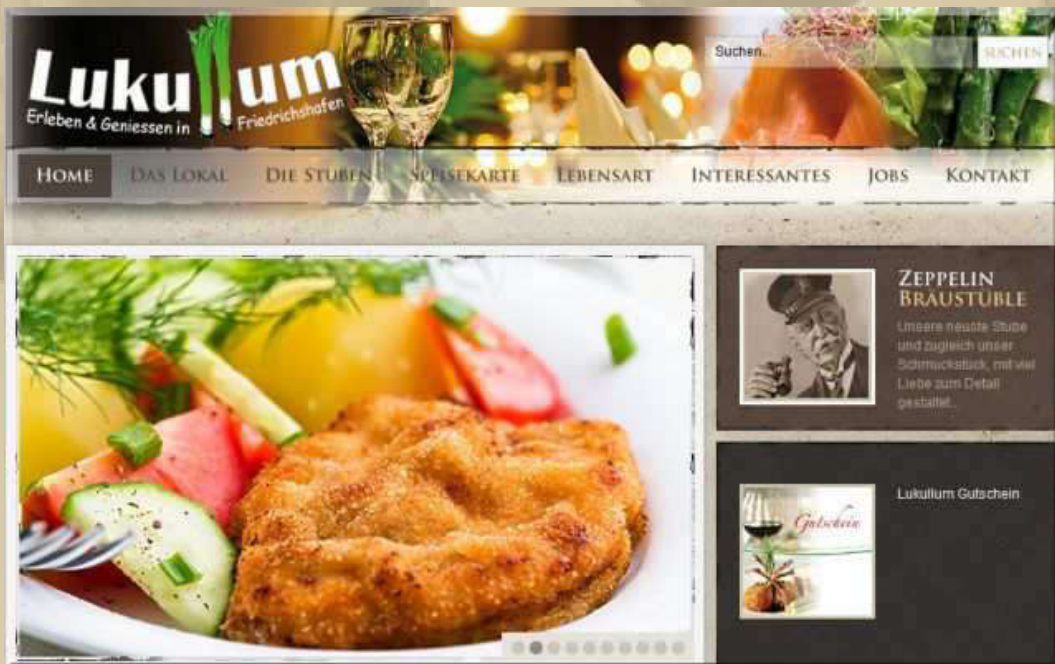 Lukullum
Erleben & Geniessen in Friedrichshafen
Suchen...
SUCHEN
HOME DAS LOKAL DIE STUBEN SPEISEKARTE LEBENSART INTERESSANTES JOBS KONTAKT
ZEPPELIN
BRÄUSTÜBLE
Unsere neuste Stube
und zugleich unser
Schmuckstück, mit viel
Liebe zum Detail
gestaltet..
Lukullum Gutschein
Gutschein